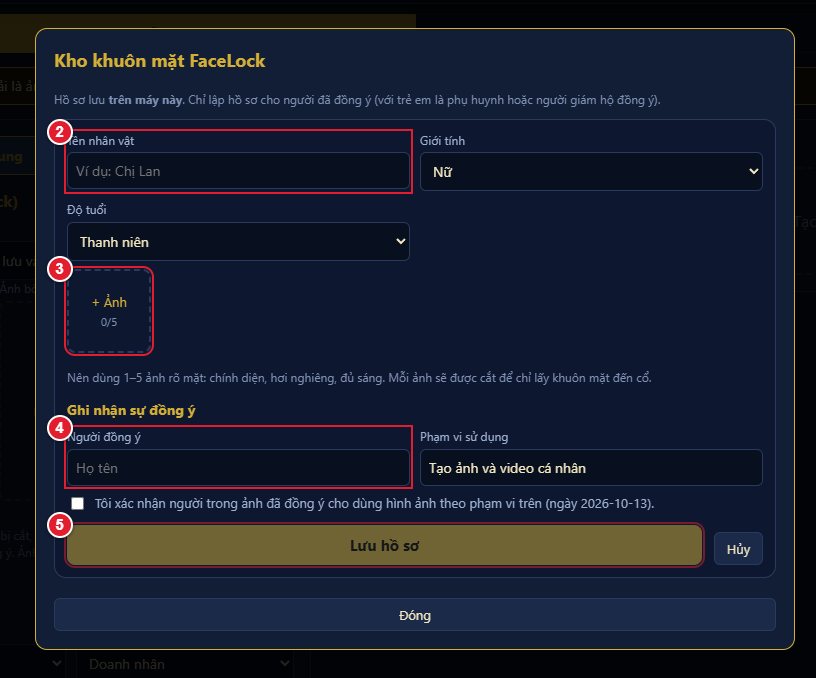 Kho khuôn mặt FaceLock
Hồ sơ lưu trên máy này. Chỉ lập hồ sơ cho người đã đồng ý (với trẻ em là phụ huynh hoặc người giám hộ đồng ý).
2
Tên nhân vật
Giới tính
Ví dụ: Chị Lan
Nữ
Độ tuổi
Thanh niên
3
+ Ảnh
0/5
Nên dùng 1–5 ảnh rõ mặt: chính diện, hơi nghiêng, đủ sáng. Mỗi ảnh sẽ được cắt để chỉ lấy khuôn mặt đến cổ.
Ghi nhận sự đồng ý
4
Người đồng ý
Phạm vi sử dụng
Họ tên
Tạo ảnh và video cá nhân
Tôi xác nhận người trong ảnh đã đồng ý cho dùng hình ảnh theo phạm vi trên (ngày 2026-10-13).
5
Lưu hồ sơ
Hủy
Đóng
Doanh nhân